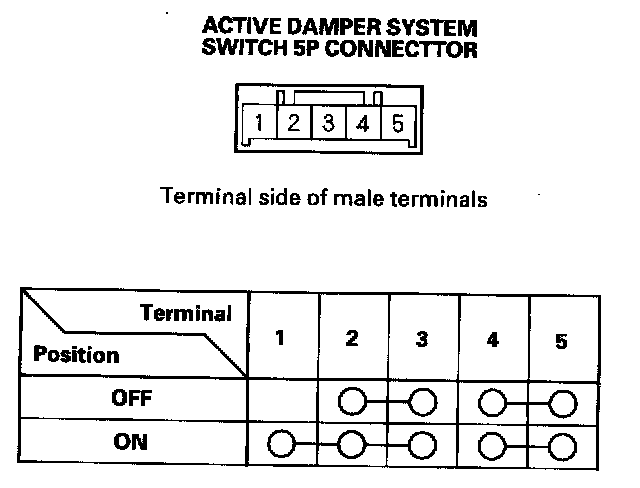 ACTIVE DAMPER SYSTEM
SWITCH 5P CONNECTTOR
1 2 3 4 5
Terminal side of male terminals
Terminal
Position
1 2 3 4 5
OFF
ON